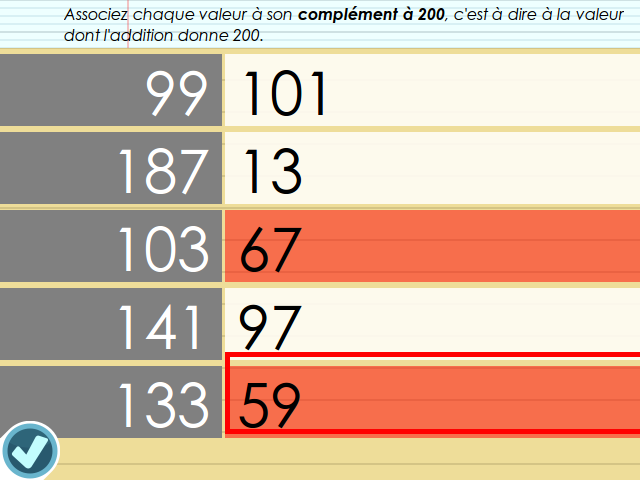 Associez chaque valeur à son complément à 200, c'est à dire à la valeur
dont l'addition donne 200.
99 101
187 13
103 67
141 97
133 59